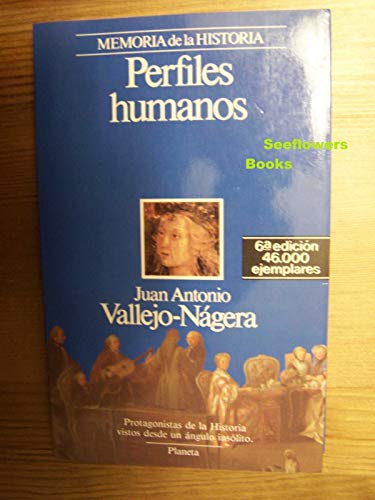 MEMORIA de la HISTORIA
Perfiles
humanos
Seeflowers
Books
6ª edición
46.000
ejemplares
Juan Antonio
Vallejo-Nágera
Protagonistas de la Historia
vistos desde un ángulo insólito.
Planeta